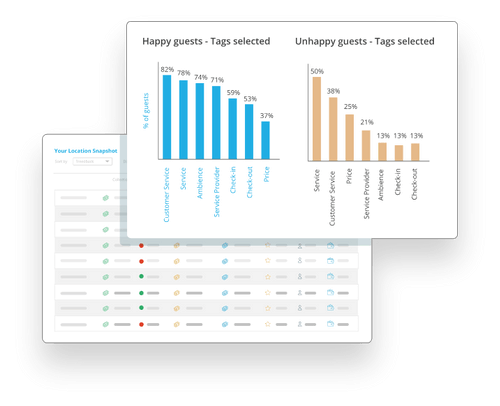 Happy guests - Tags selected
82%
78%
74%
71%
59%
53%
37%
% of guests
Customer Service
Service
Ambience
Service Provider
Check-in
Check-out
Price
Unhappy guests - Tags selected
50%
38%
25%
21%
13%
13%
13%
Service
Customer Service
Price
Service Provider
Ambience
Check-in
Check-out
Your Location Snapshot